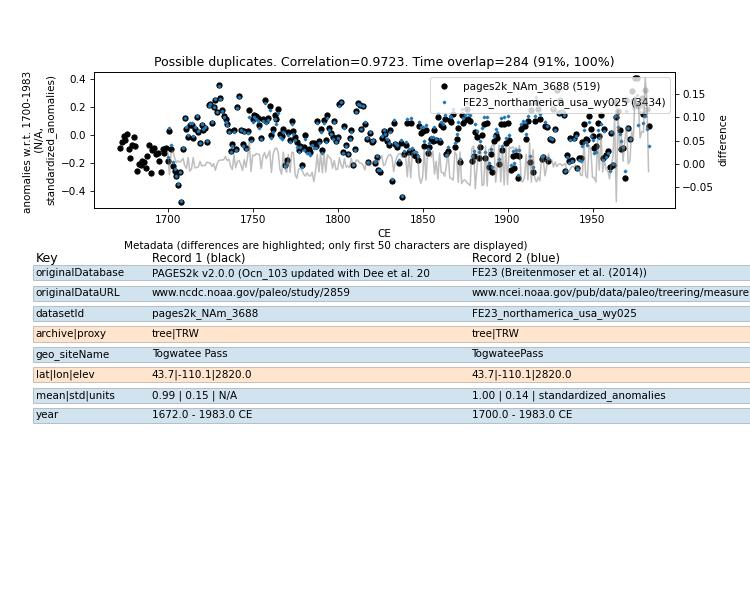 Possible duplicates. Correlation=0.9723. Time overlap=284 (91%, 100%)
anomalies w.r.t. 1700-1983
(N/A,
standardized_anomalies)
0.4
0.2
0.0
−0.2
−0.4
pages2k_NAm_3688 (519)
FE23_northamerica_usa_wy025 (3434)
0.15
0.10
0.05
0.00
−0.05
difference
1700 1750 1800 1850 1900 1950
CE
Metadata (differences are highlighted; only first 50 characters are displayed)
Key Record 1 (black) Record 2 (blue)
originalDatabase PAGES2k v2.0.0 (Ocn_103 updated with Dee et al. 20 FE23 (Breitenmoser et al. (2014))
originalDataURL www.ncdc.noaa.gov/paleo/study/2859 www.ncei.noaa.gov/pub/data/paleo/treering/measure
datasetId pages2k_NAm_3688 FE23_northamerica_usa_wy025
archive|proxy tree|TRW tree|TRW
geo_siteName Togwatee Pass TogwateePass
lat|lon|elev 43.7|-110.1|2820.0 43.7|-110.1|2820.0
mean|std|units 0.99 | 0.15 | N/A 1.00 | 0.14 | standardized_anomalies
year 1672.0 - 1983.0 CE 1700.0 - 1983.0 CE